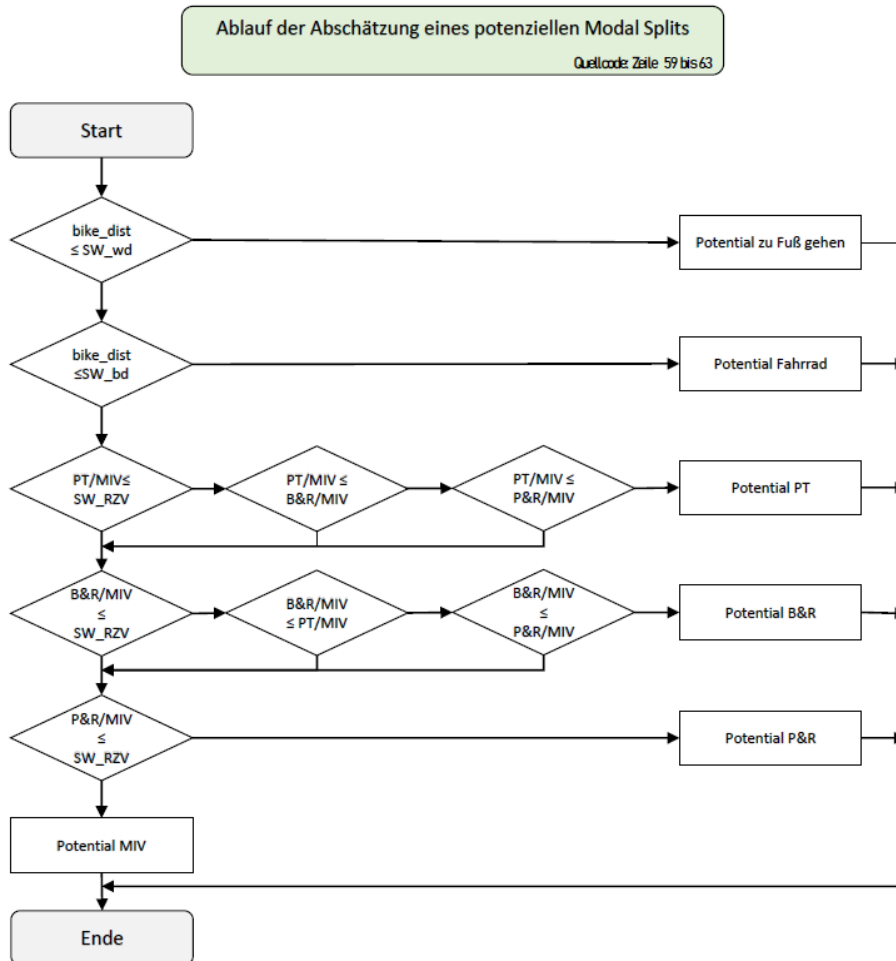 Ablauf der Abschätzung eines potenziellen Modal Splits
Quellcode: Zeile 59 bis 63
Start
bike_dist
≤ SW_wd
Potential zu Fuß gehen
bike_dist
≤SW_bd
Potential Fahrrad
PT/MIV≤
SW_RZV
PT/MIV ≤
B&R/MIV
PT/MIV ≤
P&R/MIV
Potential PT
B&R/MIV
≤
SW_RZV
B&R/MIV
≤ PT/MIV
B&R/MIV
≤
P&R/MIV
Potential B&R
P&R/MIV
≤
SW_RZV
Potential P&R
Potential MIV
Ende